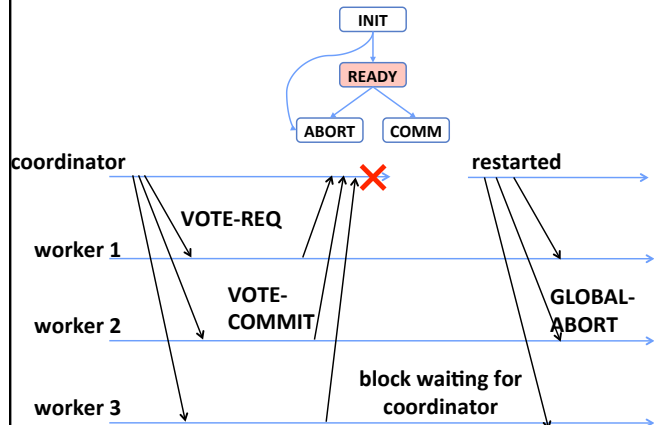 INIT
READY
ABORT
COMM
coordinator
restarted
VOTE-REQ
worker 1
VOTE-
COMMIT
GLOBAL-
ABORT
worker 2
block waiting for
coordinator
worker 3